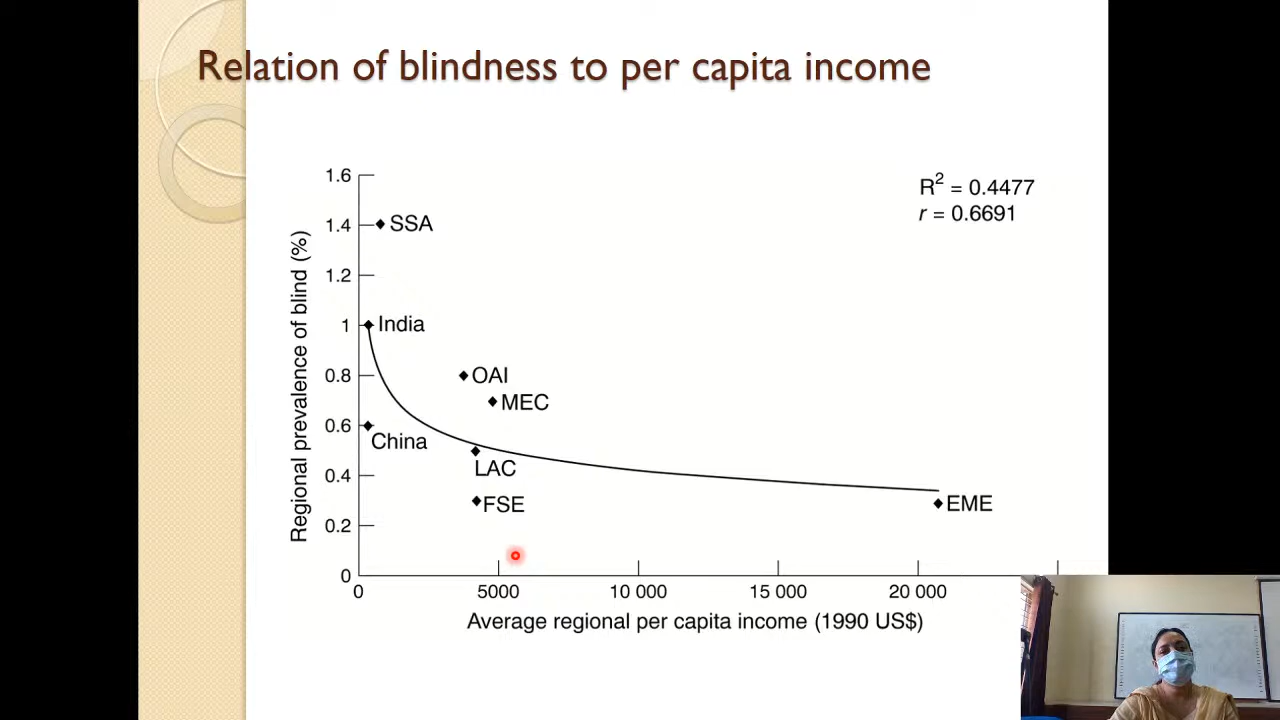 Relation of blindness to per capita income
R² = 0.4477
r = 0.6691
Regional prevalence of blind (%)
1.6
1.4
1.2
1
0.8
0.6
0.4
0.2
0
SSA
India
OAI
MEC
China
LAC
FSE
EME
0 5000 10 000 15 000 20 000
Average regional per capita income (1990 US$)